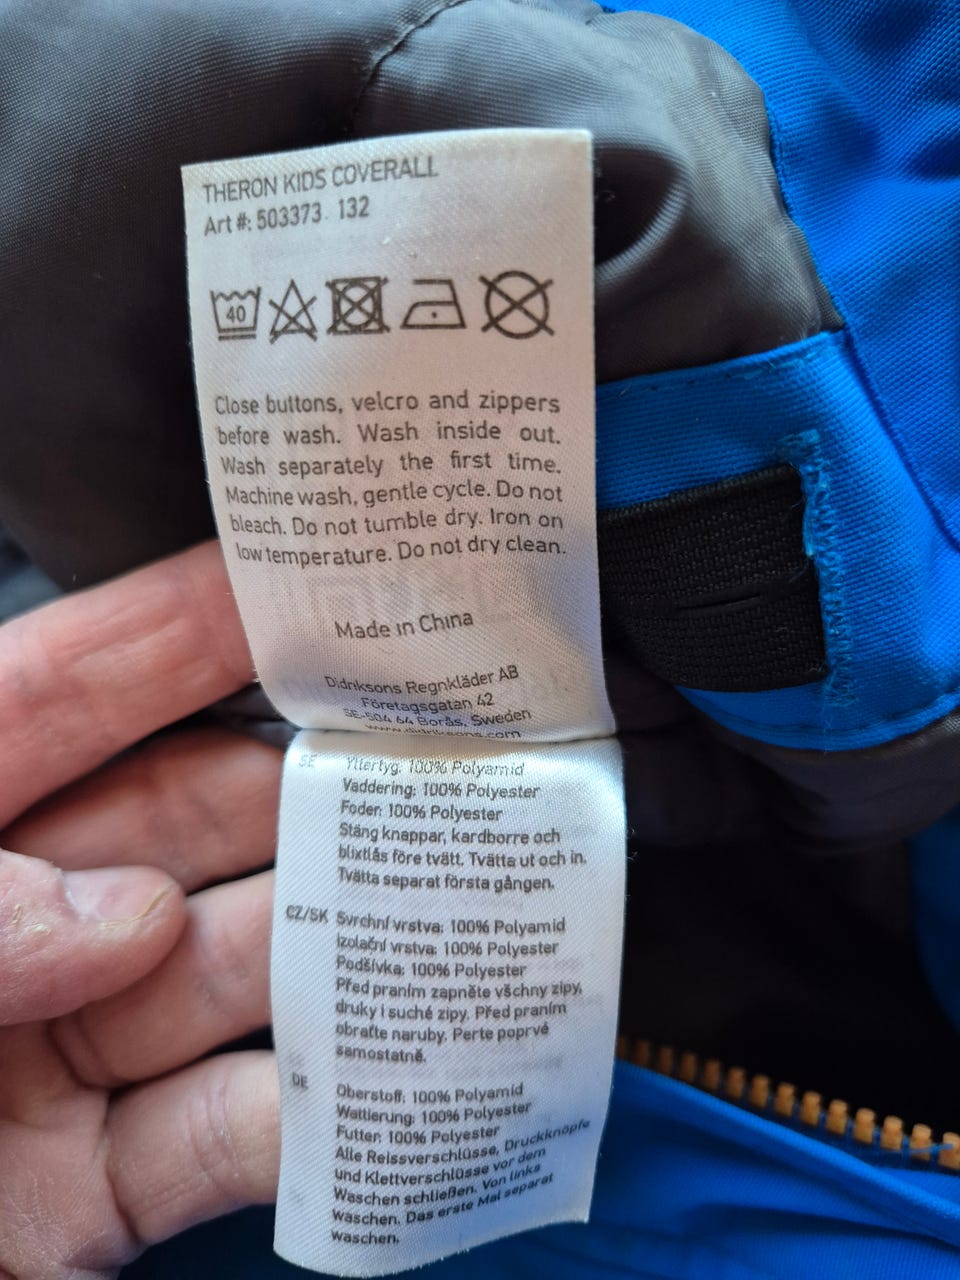 THERON KIDS COVERALL
Art #: 503373 132
40
Close buttons, velcro and zippers
before wash. Wash inside out.
Wash separately the first time.
Machine wash, gentle cycle. Do not
bleach. Do not tumble dry. Iron on
low temperature. Do not dry clean.
Made in China
Didriksons Regnkläder AB
Företagsgatan 42
SE-504 64 Borås, Sweden
www.didriksons.com
SE Yttertyg: 100% Polyamid
Vaddering: 100% Polyester
Foder: 100% Polyester
Stäng knappar, kardborre och
blixtlås före tvätt. Tvätta ut och in.
Tvätta separat första gången.
CZ/SK Svrchní vrstva: 100% Polyamid
Izolační vrstva: 100% Polyester
Podšívka: 100% Polyester
Před praním zapněte všchny zipy,
druky i suché zipy. Před praním
obraťte naruby. Perte poprvé
samostatně.
DE Oberstoff: 100% Polyamid
Wattierung: 100% Polyester
Futter: 100% Polyester
Alle Reissverschlüsse, Druckknöpfe
und Klettverschlüsse vor dem
Waschen schließen. Von links
waschen. Das erste Mal separat
waschen.